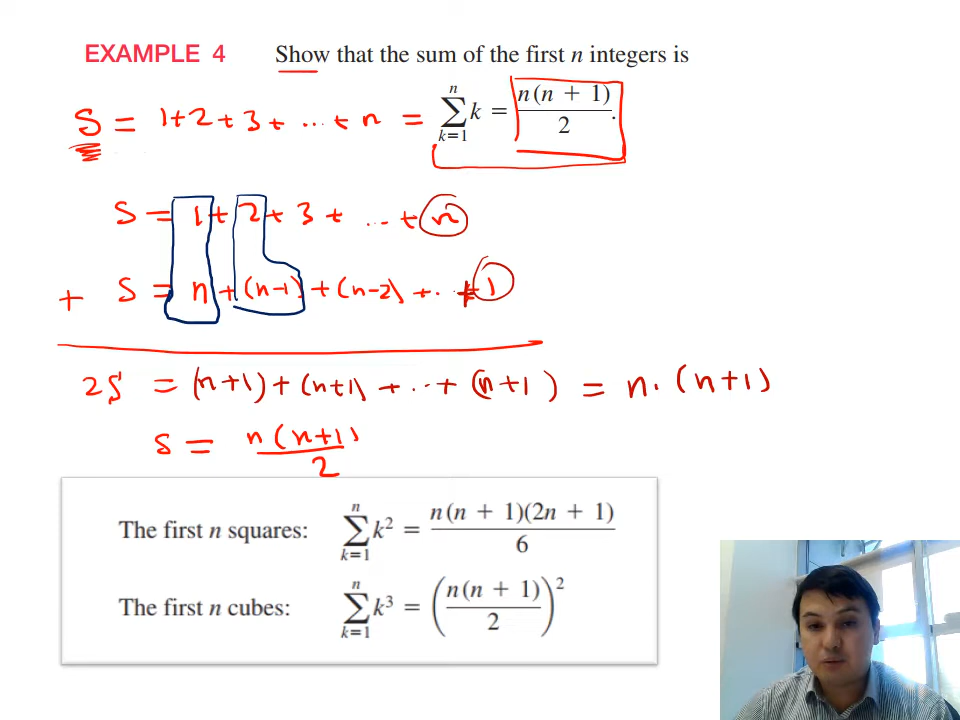 EXAMPLE 4 Show that the sum of the first n integers is
S = 1+2+3+...+n = ∑_{k=1}^{n} k = n(n + 1)/2.
S = 1+2+3+...+n
+ S = n+(n-1)+(n-2)+...+1
2S = (n+1)+(n+1)+...+(n+1) = n.(n+1)
S = n(n+1)/2
The first n squares: ∑_{k=1}^{n} k² = n(n + 1)(2n + 1)/6
The first n cubes: ∑_{k=1}^{n} k³ = (n(n + 1)/2)²